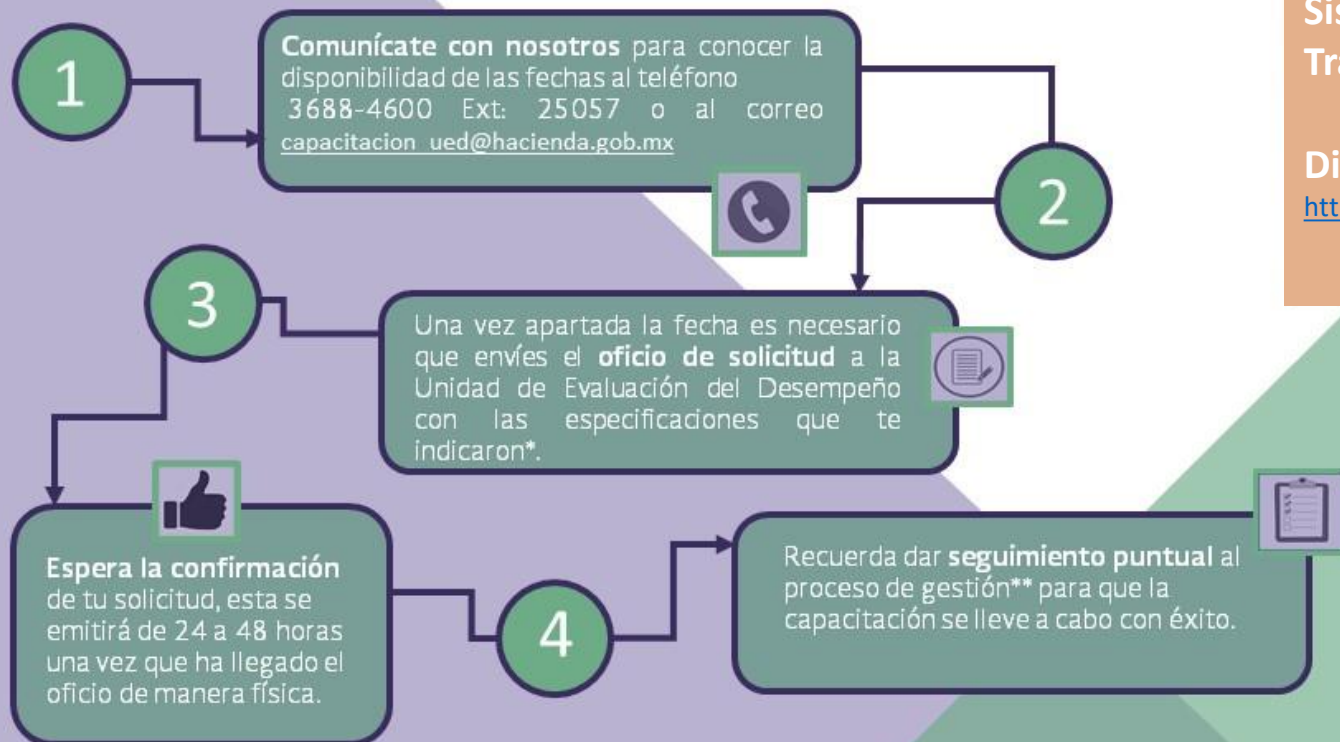 1
Comunícate con nosotros para conocer la
disponibilidad de las fechas al teléfono
3688-4600 Ext: 25057 o al correo
capacitacion_ued@hacienda.gob.mx
2
Una vez apartada la fecha es necesario
que envíes el oficio de solicitud a la
Unidad de Evaluación del Desempeño
con las especificaciones que te
indicaron*.
3
Espera la confirmación
de tu solicitud, esta se
emitirá de 24 a 48 horas
una vez que ha llegado el
oficio de manera física.
4
Recuerda dar seguimiento puntual al
proceso de gestión** para que la
capacitación se lleve a cabo con éxito.